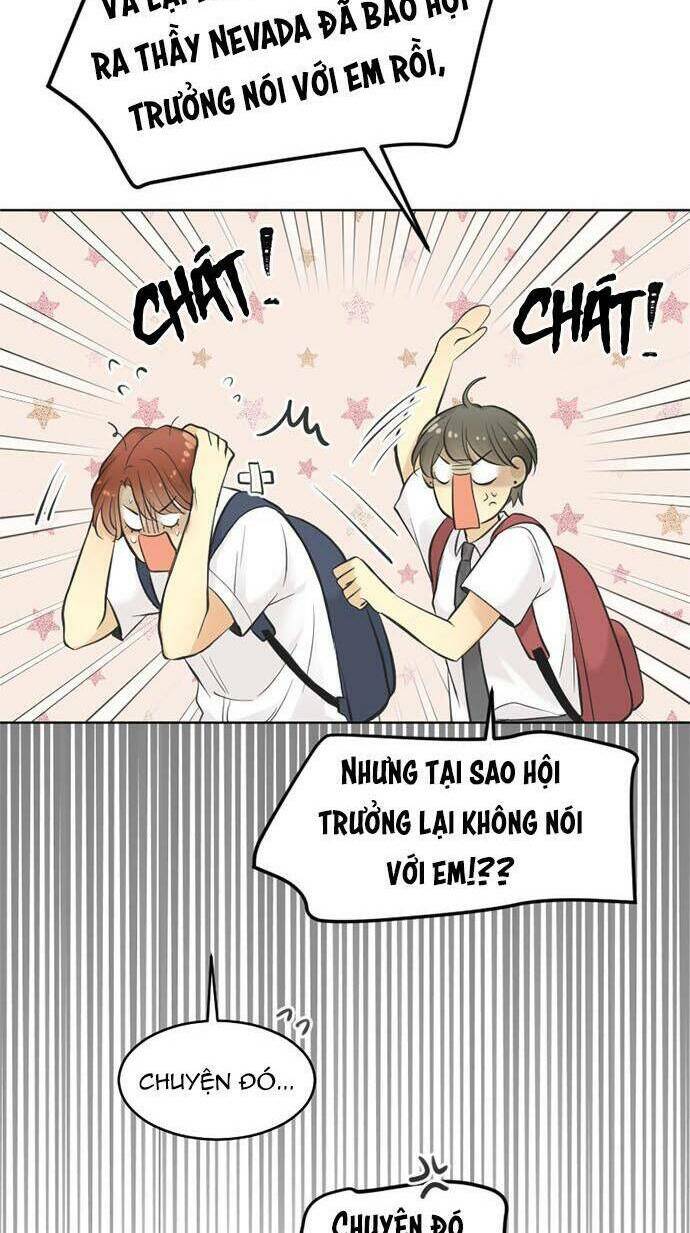 RA THẦY NEVADA ĐÃ BẢO HỘI
TRƯỞNG NÓI VỚI EM RỒI,
CHÁT!
CHÁT!
NHƯNG TẠI SAO HỘI
TRƯỞNG LẠI KHÔNG NÓI
VỚI EM!??
CHUYỆN ĐÓ...
CHUYỆN ĐÓ